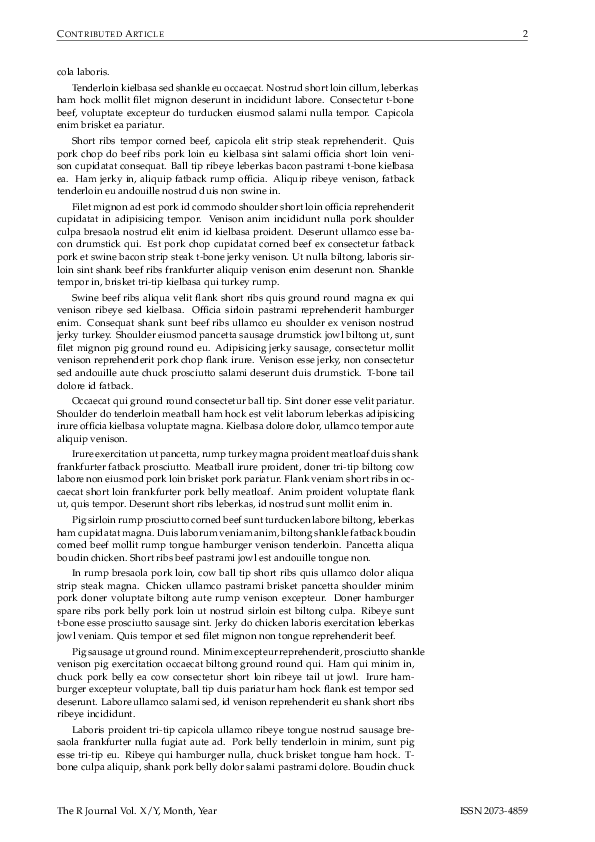 CONTRIBUTED ARTICLE 2
cola laboris.
Tenderloin kielbasa sed shankle eu occaecat. Nostrud short loin cillum, leberkas
ham hock mollit filet mignon deserunt in incididunt labore. Consectetur t-bone
beef, voluptate excepteur do turducken eiusmod salami nulla tempor. Capicola
enim brisket ea pariatur.
Short ribs tempor corned beef, capicola elit strip steak reprehenderit. Quis
pork chop do beef ribs pork loin eu kielbasa sint salami officia short loin veni-
son cupidatat consequat. Ball tip ribeye leberkas bacon pastrami t-bone kielbasa
ea. Ham jerky in, aliquip fatback rump officia. Aliquip ribeye venison, fatback
tenderloin eu andouille nostrud duis non swine in.
Filet mignon ad est pork id commodo shoulder short loin officia reprehenderit
cupidatat in adipisicing tempor. Venison anim incididunt nulla pork shoulder
culpa bresaola nostrud elit enim id kielbasa proident. Deserunt ullamco esse ba-
con drumstick qui. Est pork chop cupidatat corned beef ex consectetur fatback
pork et swine bacon strip steak t-bone jerky venison. Ut nulla biltong, laboris sir-
loin sint shank beef ribs frankfurter aliquip venison enim deserunt non. Shankle
tempor in, brisket tri-tip kielbasa qui turkey rump.
Swine beef ribs aliqua velit flank short ribs quis ground round magna ex qui
venison ribeye sed kielbasa. Officia sirloin pastrami reprehenderit hamburger
enim. Consequat shank sunt beef ribs ullamco eu shoulder ex venison nostrud
jerky turkey. Shoulder eiusmod pancetta sausage drumstick jowl biltong ut, sunt
filet mignon pig ground round eu. Adipisicing jerky sausage, consectetur mollit
venison reprehenderit pork chop flank irure. Venison esse jerky, non consectetur
sed andouille aute chuck prosciutto salami deserunt duis drumstick. T-bone tail
dolore id fatback.
Occaecat qui ground round consectetur ball tip. Sint doner esse velit pariatur.
Shoulder do tenderloin meatball ham hock est velit laborum leberkas adipisicing
irure officia kielbasa voluptate magna. Kielbasa dolore dolor, ullamco tempor aute
aliquip venison.
Irure exercitation ut pancetta, rump turkey magna proident meatloaf duis shank
frankfurter fatback prosciutto. Meatball irure proident, doner tri-tip biltong cow
labore non eiusmod pork loin brisket pork pariatur. Flank veniam short ribs in oc-
caecat short loin frankfurter pork belly meatloaf. Anim proident voluptate flank
ut, quis tempor. Deserunt short ribs leberkas, id nostrud sunt mollit enim in.
Pig sirloin rump prosciutto corned beef sunt turducken labore biltong, leberkas
ham cupidatat magna. Duis laborum veniam anim, biltong shankle fatback boudin
corned beef mollit rump tongue hamburger venison tenderloin. Pancetta aliqua
boudin chicken. Short ribs beef pastrami jowl est andouille tongue non.
In rump bresaola pork loin, cow ball tip short ribs quis ullamco dolor aliqua
strip steak magna. Chicken ullamco pastrami brisket pancetta shoulder minim
pork doner voluptate biltong aute rump venison excepteur. Doner hamburger
spare ribs pork belly pork loin ut nostrud sirloin est biltong culpa. Ribeye sunt
t-bone esse prosciutto sausage sint. Jerky do chicken laboris exercitation leberkas
jowl veniam. Quis tempor et sed filet mignon non tongue reprehenderit beef.
Pig sausage ut ground round. Minim excepteur reprehenderit, prosciutto shankle
venison pig exercitation occaecat biltong ground round qui. Ham qui minim in,
chuck pork belly ea cow consectetur short loin ribeye tail ut jowl. Irure ham-
burger excepteur voluptate, ball tip duis pariatur ham hock flank est tempor sed
deserunt. Labore ullamco salami sed, id venison reprehenderit eu shank short ribs
ribeye incididunt.
Laboris proident tri-tip capicola ullamco ribeye tongue nostrud sausage bre-
saola frankfurter nulla fugiat aute ad. Pork belly tenderloin in minim, sunt pig
esse tri-tip eu. Ribeye qui hamburger nulla, chuck brisket tongue ham hock. T-
bone culpa aliquip, shank pork belly dolor salami pastrami dolore. Boudin chuck
The R Journal Vol. X/Y, Month, Year ISSN 2073-4859